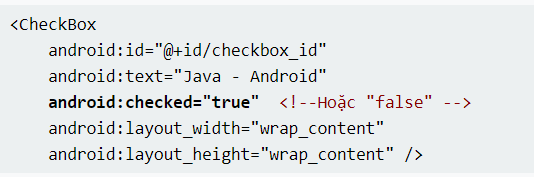 <CheckBox
android:id="@+id/checkbox_id"
android:text="Java - Android"
android:checked="true" <!--Hoặc "false" -->
android:layout_width="wrap_content"
android:layout_height="wrap_content" />